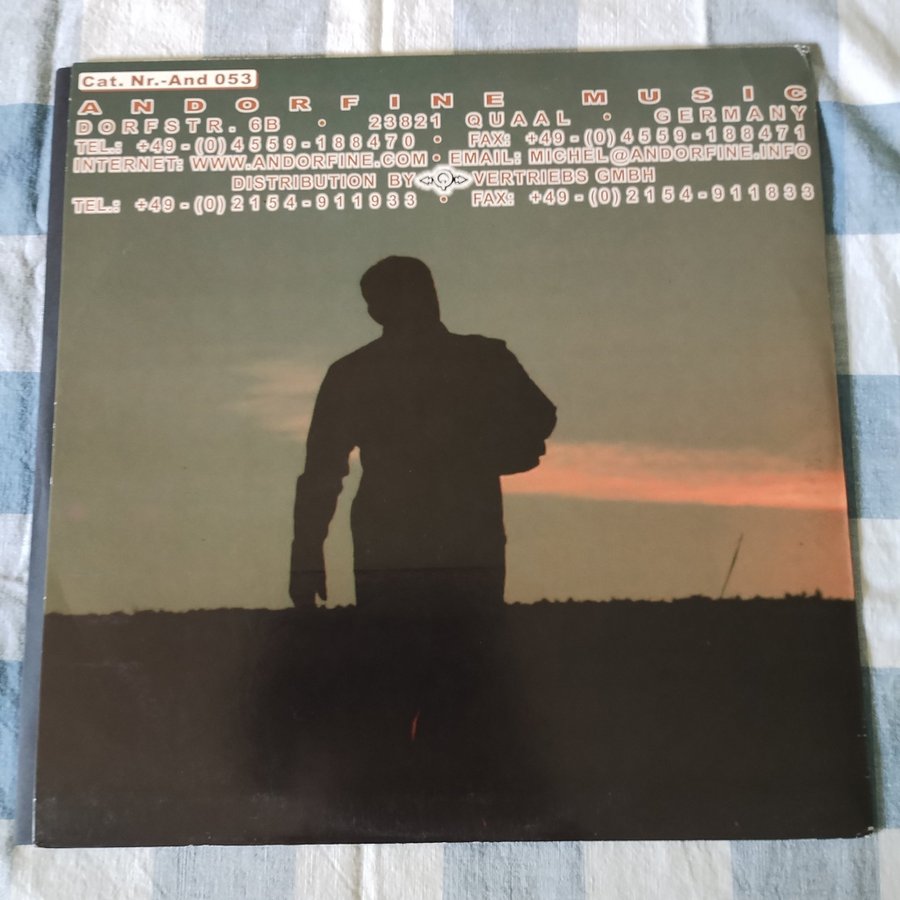 Cat. Nr.-And 053
ANDORFINE MUSIC
DORFSTR. 6B • 23821 QUAAL • GERMANY
TEL.: +49-(0)4559-188470 • FAX: +49-(0)4559-188471
INTERNET: WWW.ANDORFINE.COM • EMAIL: MICHEL@ANDORFINE.INFO
DISTRIBUTION BY VERTRIEBS GMBH
TEL.: +49-(0)2154-911933 • FAX: +49-(0)2154-911833